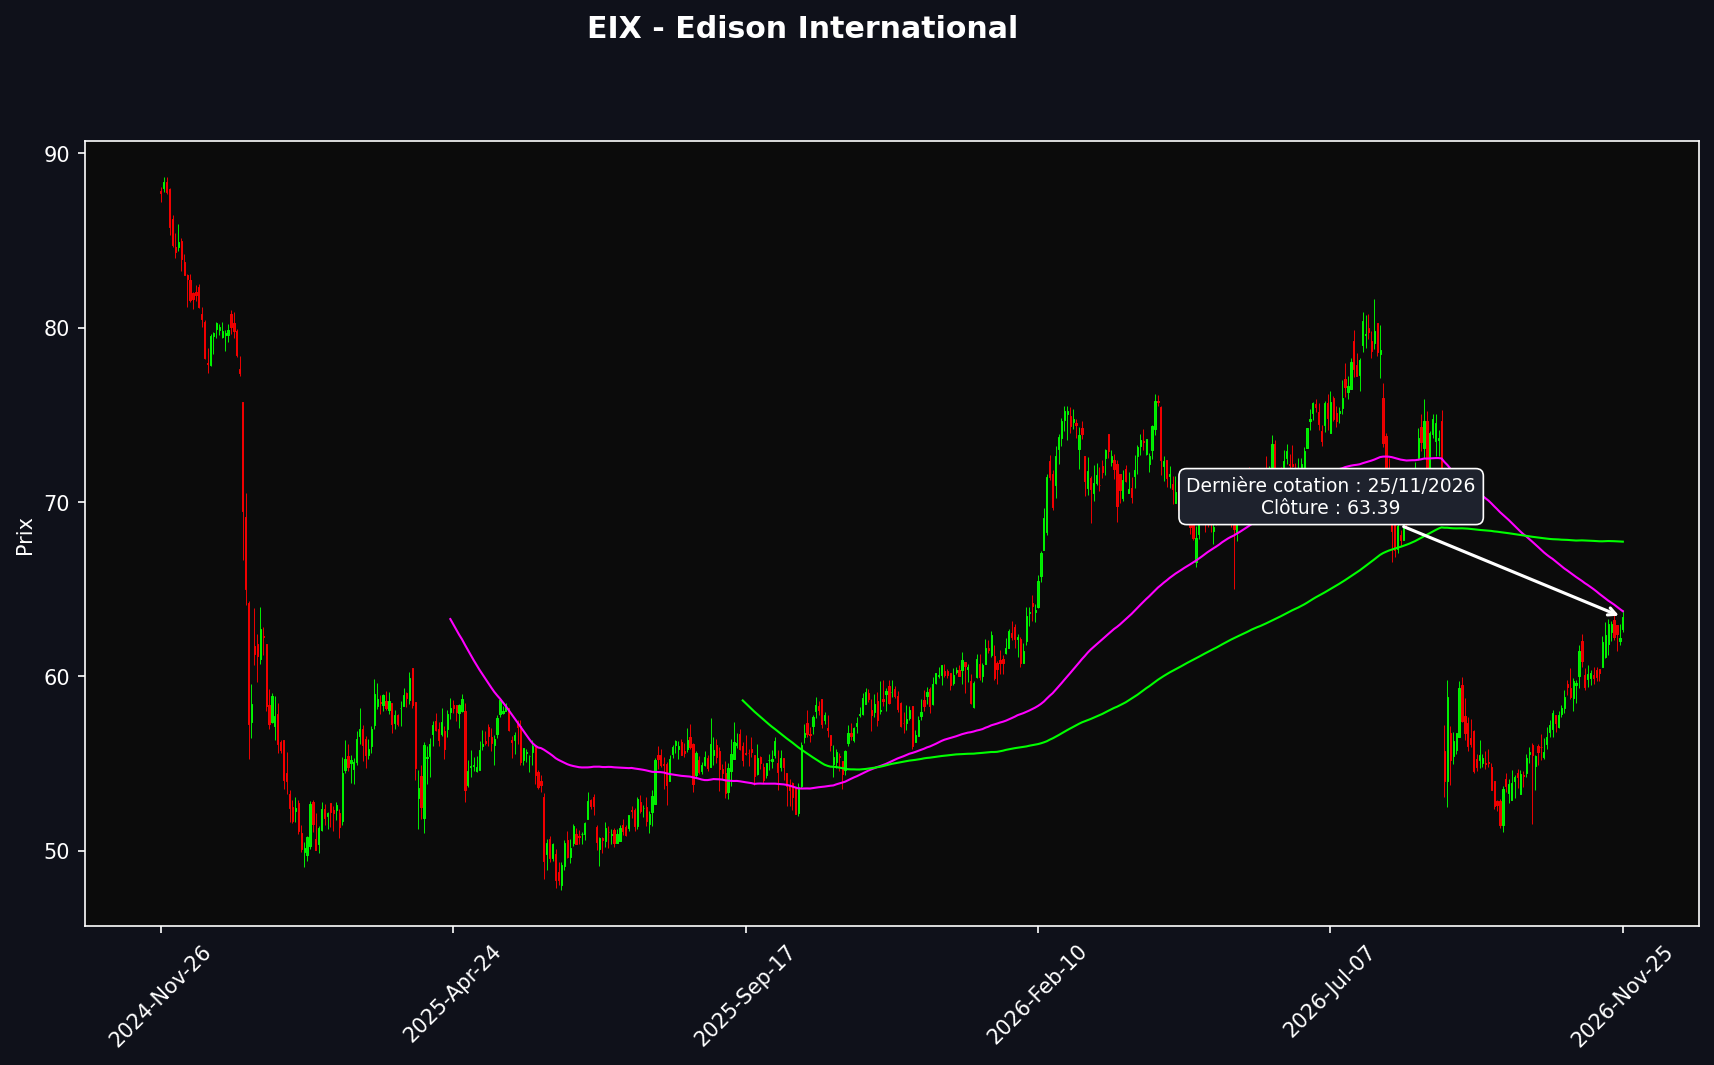 EIX - Edison International
90
80
70
60
50
Prix
Dernière cotation : 25/11/2026
Clôture : 63.39
2024-Nov-26
2025-Apr-24
2025-Sep-17
2026-Feb-10
2026-Jul-07
2026-Nov-25